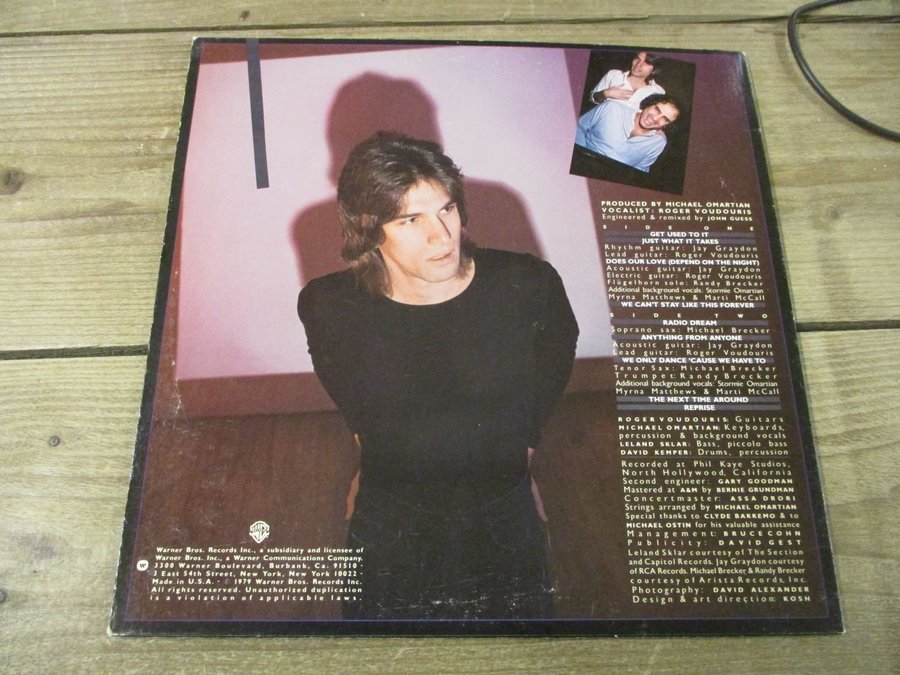 PRODUCED BY MICHAEL OMARTIAN
VOCALIST: ROGER VOUDOURIS
Engineered & remixed by JOHN GUESS
SIDE ONE
GET USED TO IT
JUST WHAT IT TAKES
Rhythm guitar: Jay Graydon
Lead guitar: Roger Voudouris
DOES OUR LOVE (DEPEND ON THE NIGHT)
Acoustic guitar: Jay Graydon
Electric guitar: Roger Voudouris
Flügelhorn solo: Randy Brecker
Additional background vocals: Stormie Omartian
Myrna Matthews & Marti McCall
WE CAN'T STAY LIKE THIS FOREVER
SIDE TWO
RADIO DREAM
Soprano sax: Michael Brecker
ANYTHING FROM ANYONE
Acoustic guitar: Jay Graydon
Lead guitar: Roger Voudouris
WE ONLY DANCE 'CAUSE WE HAVE TO
Tenor Sax: Michael Brecker
Trumpet: Randy Brecker
Additional background vocals: Stormie Omartian
Myrna Matthews & Marti McCall
THE NEXT TIME AROUND
REPRISE
ROGER VOUDOURIS: Guitars
MICHAEL OMARTIAN: Keyboards,
percussion & background vocals
LELAND SKLAR: Bass, piccolo bass
DAVID KEMPER: Drums, percussion
Recorded at Phil Kaye Studios,
North Hollywood, California
Second engineer: GARY GOODMAN
Mastered at A&M by BERNIE GRUNDMAN
Concertmaster: ASSA DRORI
Strings arranged by MICHAEL OMARTIAN
Special thanks to CLYDE BAKKEMO & to
MICHAEL OSTIN for his valuable assistance
Management: BRUCE COHN
Publicity: DAVID GEST
Leland Sklar courtesy of The Section
and Capitol Records. Jay Graydon courtesy
of RCA Records. Michael Brecker & Randy Brecker
courtesy of Arista Records, Inc.
Photography: DAVID ALEXANDER
Design & art direction: KOSH
Warner Bros. Records Inc., a subsidiary and licensee of
Warner Bros. Inc., a Warner Communications Company.
3300 Warner Boulevard, Burbank, Ca. 91510 ·
3 East 54th Street, New York, New York 10022 ·
Made in U.S.A. · © 1979 Warner Bros. Records Inc.
All rights reserved. Unauthorized duplication
is a violation of applicable laws.